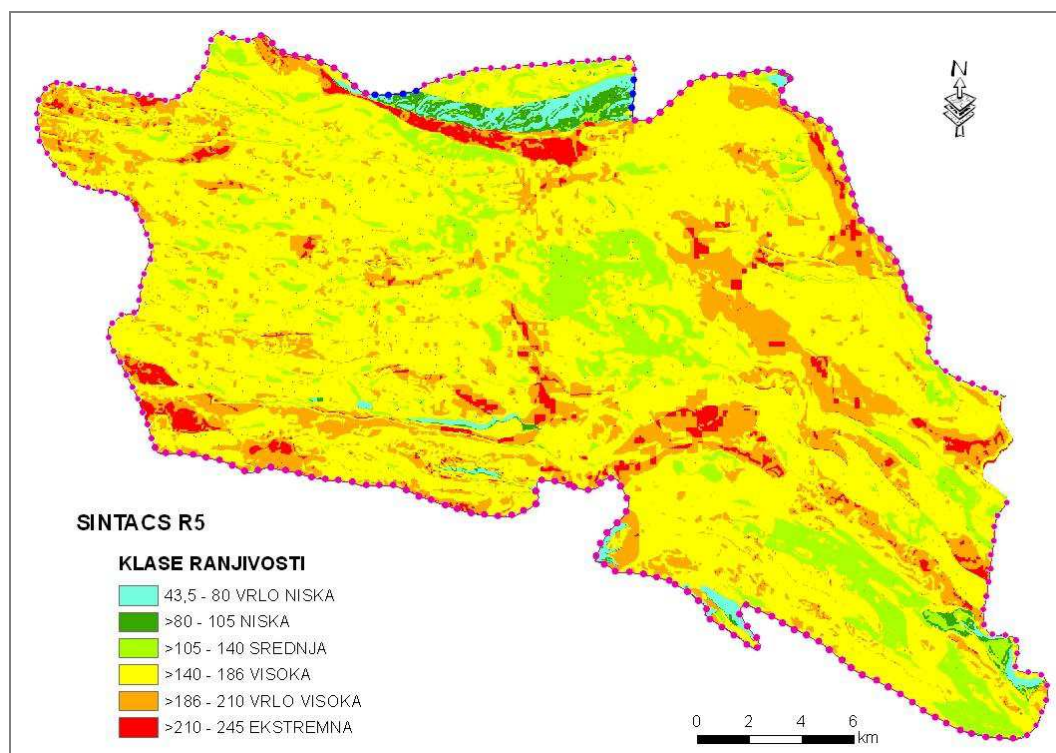 N
SINTACS R5
KLASE RANJIVOSTI
43,5 - 80 VRLO NISKA
>80 - 105 NISKA
>105 - 140 SREDNJA
>140 - 186 VISOKA
>186 - 210 VRLO VISOKA
>210 - 245 EKSTREMNA
0 2 4 6
km